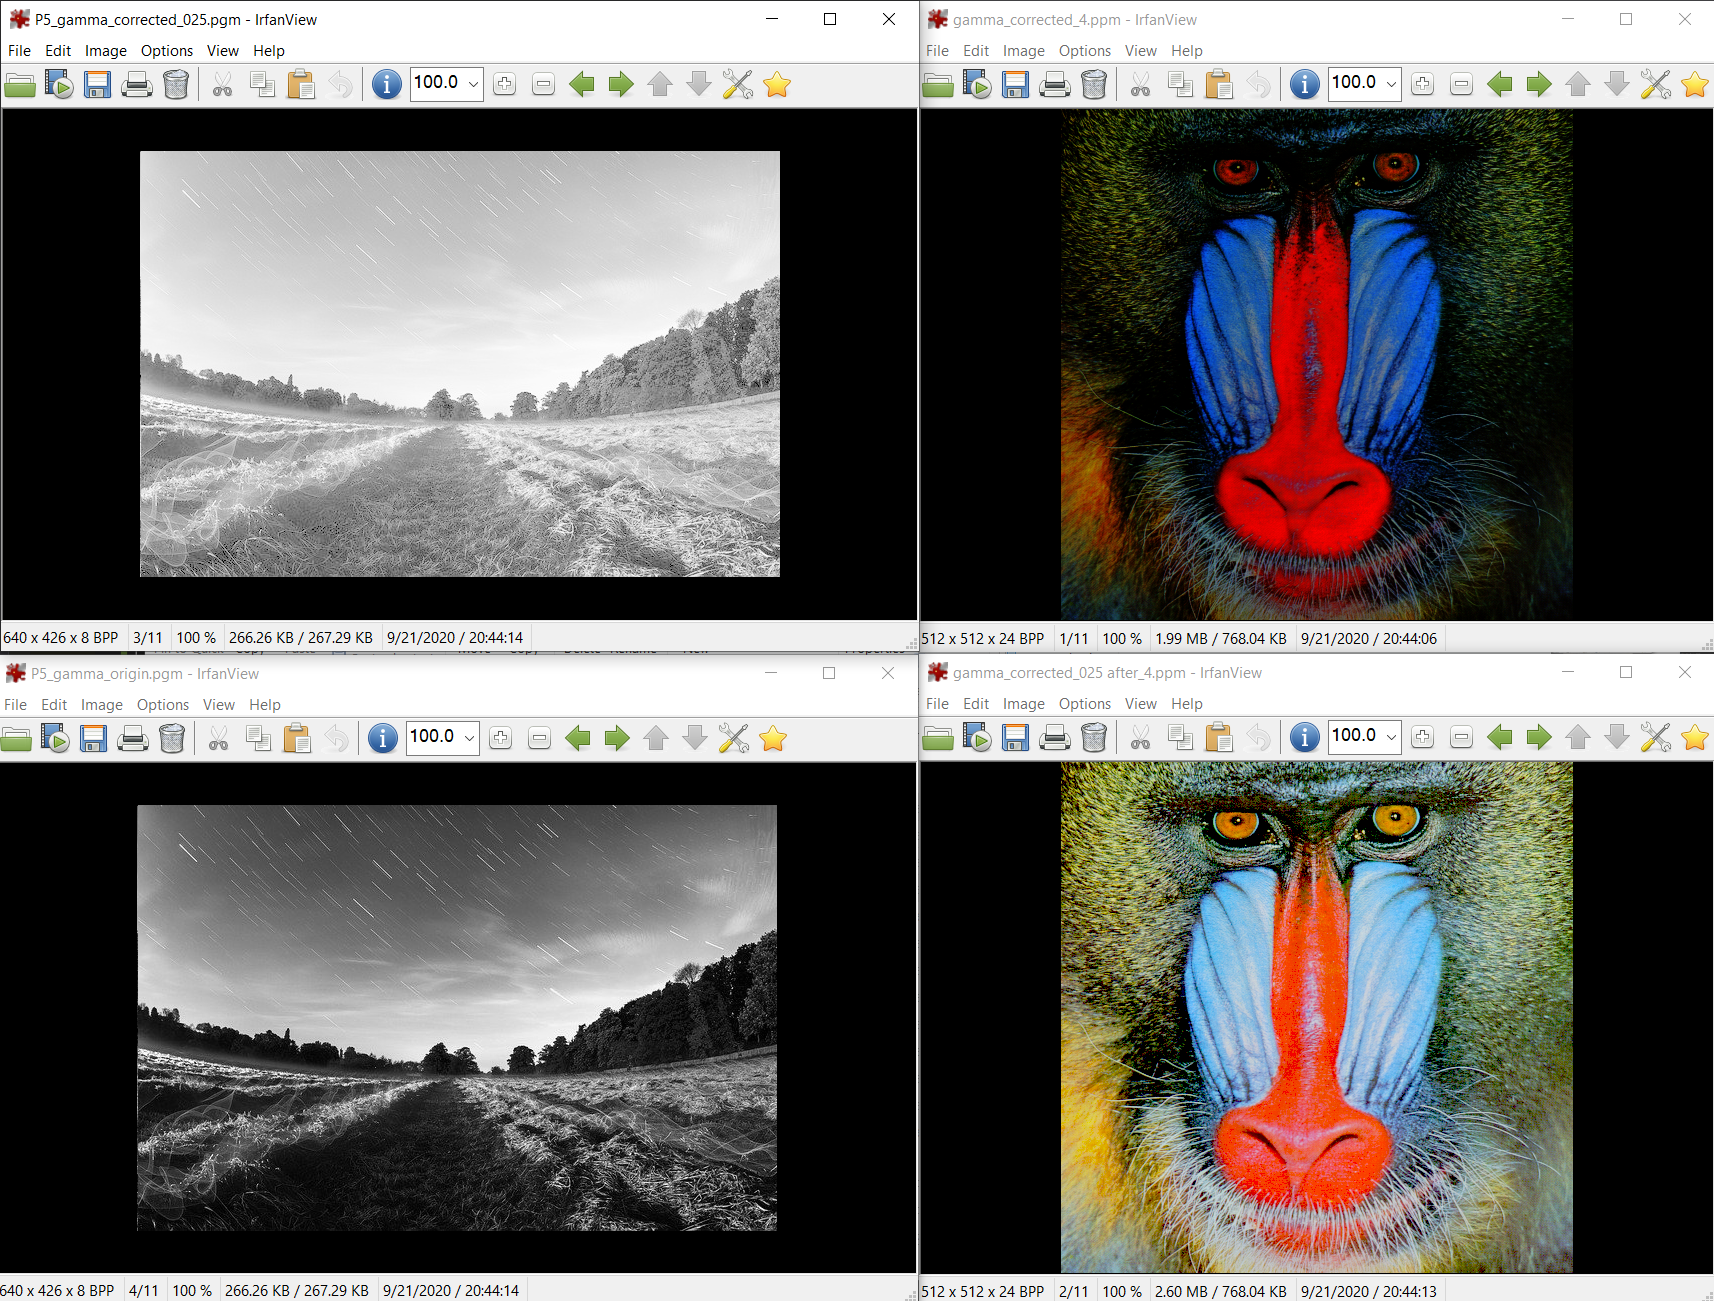 P5_gamma_corrected_025.pgm - IrfanView
File Edit Image Options View Help
100.0
640 x 426 x 8 BPP 3/11 100 % 266.26 KB / 267.29 KB 9/21/2020 / 20:44:14
gamma_corrected_4.ppm - IrfanView
File Edit Image Options View Help
100.0
512 x 512 x 24 BPP 1/11 100 % 1.99 MB / 768.04 KB 9/21/2020 / 20:44:06
P5_gamma_origin.pgm - IrfanView
File Edit Image Options View Help
100.0
640 x 426 x 8 BPP 4/11 100 % 266.26 KB / 267.29 KB 9/21/2020 / 20:44:14
gamma_corrected_025 after_4.ppm - IrfanView
File Edit Image Options View Help
100.0
512 x 512 x 24 BPP 2/11 100 % 2.60 MB / 768.04 KB 9/21/2020 / 20:44:13